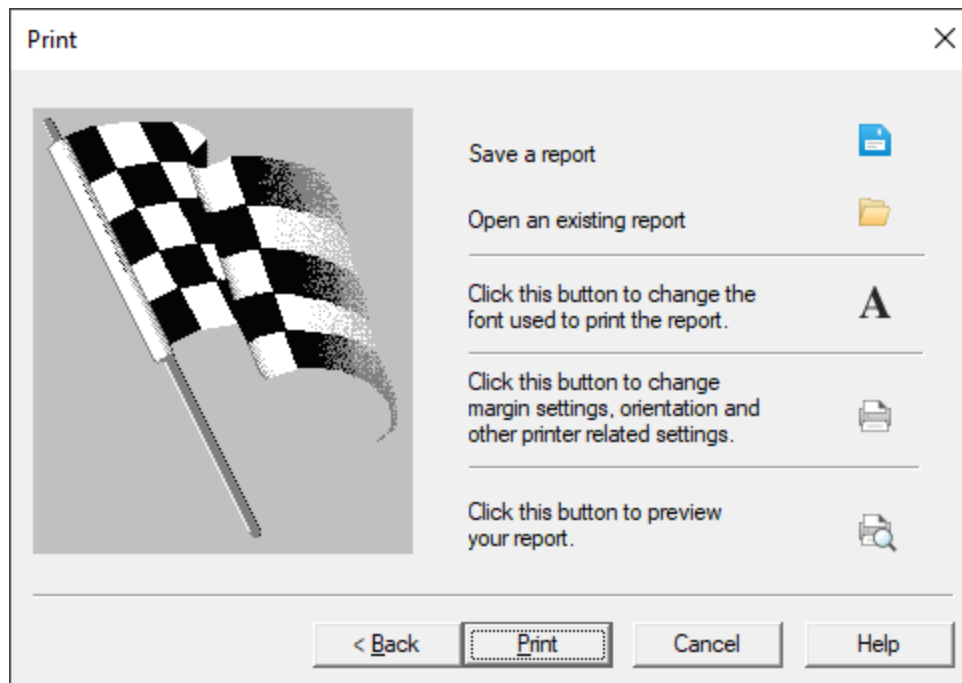 Print
Save a report
Open an existing report
Click this button to change the
font used to print the report.
A
Click this button to change
margin settings, orientation and
other printer related settings.
Click this button to preview
your report.
< Back
Print
Cancel
Help